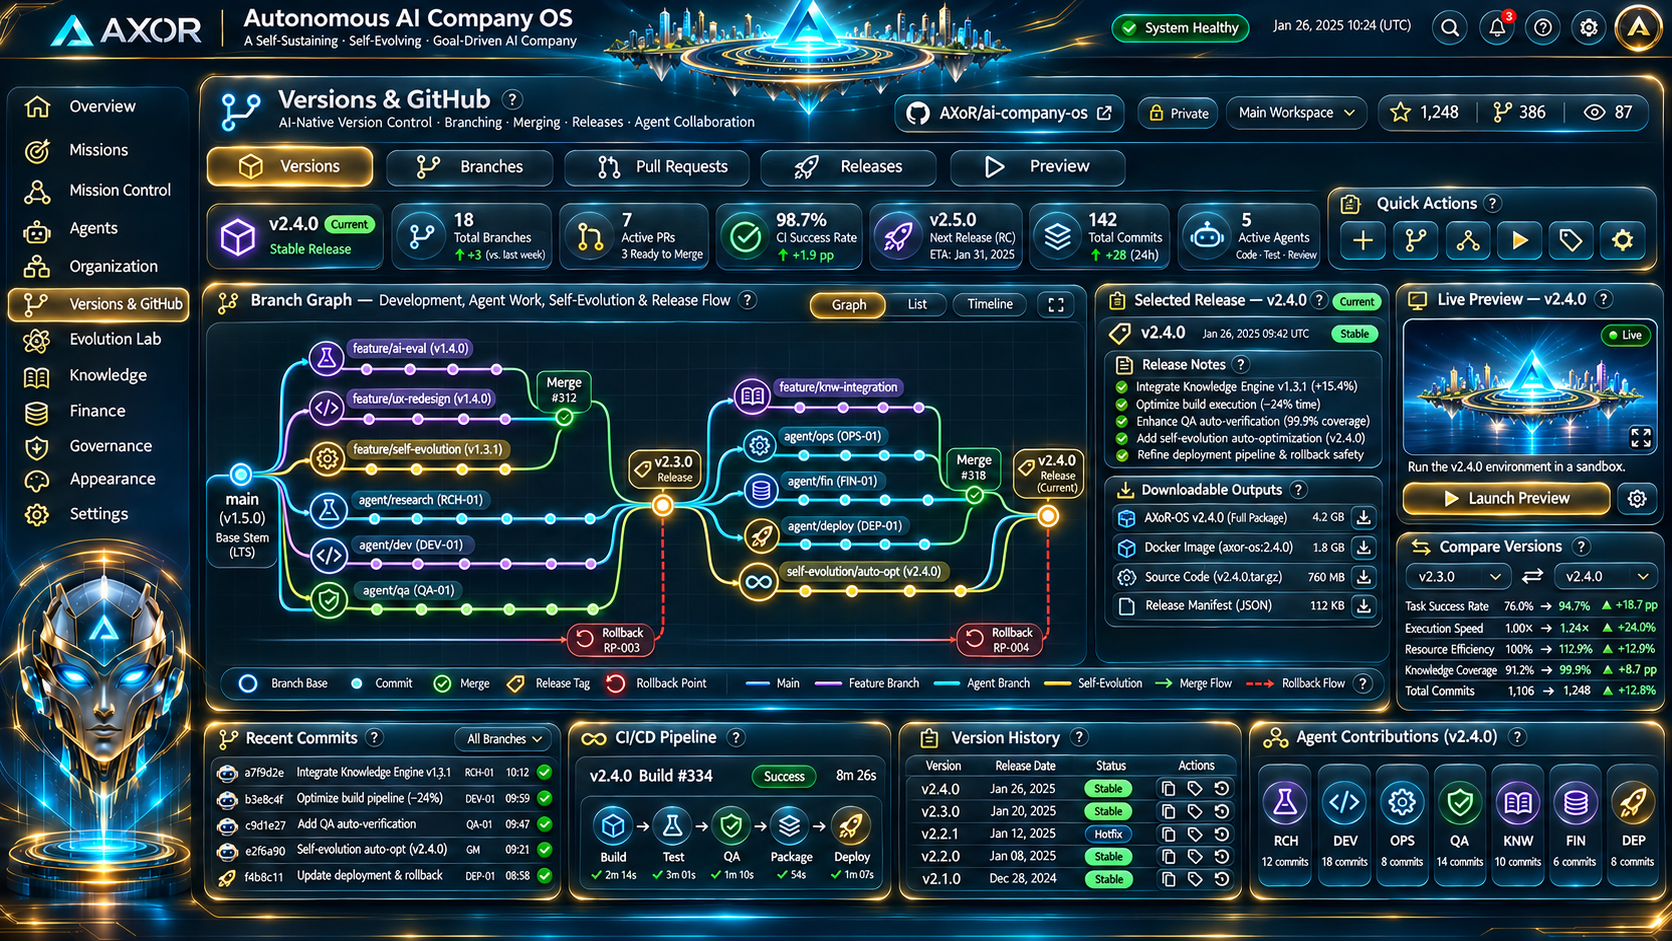 AXOR
Autonomous AI Company OS
A Self-Sustaining · Self-Evolving · Goal-Driven AI Company
System Healthy
Jan 26, 2025 10:24 (UTC)
3
Overview
Missions
Mission Control
Agents
Organization
Versions & GitHub
Evolution Lab
Knowledge
Finance
Governance
Appearance
Settings
Versions & GitHub ?
AI-Native Version Control · Branching · Merging · Releases · Agent Collaboration
AXoR/ai-company-os
Private
Main Workspace
1,248
386
87
Versions
Branches
Pull Requests
Releases
Preview
v2.4.0 Current
Stable Release
18
Total Branches
+3 (vs. last week)
7
Active PRs
3 Ready to Merge
98.7%
CI Success Rate
+1.9 pp
v2.5.0
Next Release (RC)
ETA: Jan 31, 2025
142
Total Commits
+28 (24h)
5
Active Agents
Code · Test · Review
Quick Actions ?
Branch Graph — Development, Agent Work, Self-Evolution & Release Flow ?
Graph
List
Timeline
feature/ai-eval (v1.4.0)
feature/ux-redesign (v1.4.0)
feature/self-evolution (v1.3.1)
agent/research (RCH-01)
agent/dev (DEV-01)
agent/qa (QA-01)
main
(v1.5.0)
Base Stem
(LTS)
Merge
#312
v2.3.0
Release
Rollback
RP-003
feature/knw-integration
agent/ops (OPS-01)
agent/fin (FIN-01)
agent/deploy (DEP-01)
self-evolution/auto-opt (v2.4.0)
Merge
#318
v2.4.0
Release
(Current)
Rollback
RP-004
Branch Base
Commit
Merge
Release Tag
Rollback Point
Main
Feature Branch
Agent Branch
Self-Evolution
Merge Flow
Rollback Flow ?
Selected Release — v2.4.0 ? Current
v2.4.0 Jan 26, 2025 09:42 UTC Stable
Release Notes ?
Integrate Knowledge Engine v1.3.1 (+15.4%)
Optimize build execution (−24% time)
Enhance QA auto-verification (99.9% coverage)
Add self-evolution auto-optimization (v2.4.0)
Refine deployment pipeline & rollback safety
Downloadable Outputs ?
AXoR-OS v2.4.0 (Full Package) 4.2 GB
Docker Image (axor-os:2.4.0) 1.8 GB
Source Code (v2.4.0.tar.gz) 760 MB
Release Manifest (JSON) 112 KB
Live Preview — v2.4.0 ?
Live
Run the v2.4.0 environment in a sandbox.
Launch Preview
Compare Versions ?
v2.3.0
v2.4.0
Task Success Rate 76.0% → 94.7% ▲ +18.7 pp
Execution Speed 1.00× → 1.24× ▲ +24.0%
Resource Efficiency 100% → 112.9% ▲ +12.9%
Knowledge Coverage 91.2% → 99.9% ▲ +8.7 pp
Total Commits 1,106 → 1,248 ▲ +12.8%
Recent Commits ?
All Branches
a7f9d2e Integrate Knowledge Engine v1.3.1 RCH-01 10:12
b3e8c4f Optimize build pipeline (−24%) DEV-01 09:59
c9d1e27 Add QA auto-verification QA-01 09:47
e2f6a90 Self-evolution auto-opt (v2.4.0) GM 09:21
f4b8c11 Update deployment & rollback DEP-01 08:58
CI/CD Pipeline ?
v2.4.0 Build #334 Success 8m 26s
Build
Test
QA
Package
Deploy
2m 14s
3m 01s
1m 10s
54s
1m 07s
Version History ?
Version Release Date Status Actions
v2.4.0 Jan 26, 2025 Stable
v2.3.0 Jan 20, 2025 Stable
v2.2.1 Jan 12, 2025 Hotfix
v2.2.0 Jan 08, 2025 Stable
v2.1.0 Dec 28, 2024 Stable
Agent Contributions (v2.4.0) ?
RCH
DEV
OPS
QA
KNW
FIN
DEP
12 commits
18 commits
8 commits
14 commits
10 commits
6 commits
8 commits